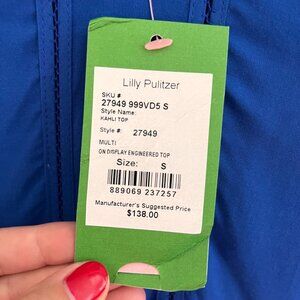 Lilly Pulitzer
SKU #
27949 999VD5 S
Style Name:
KAHLI TOP
Style #: 27949
MULTI
ON DISPLAY ENGINEERED TOP
Size: S
889069 237257
Manufacturer's Suggested Price
$138.00